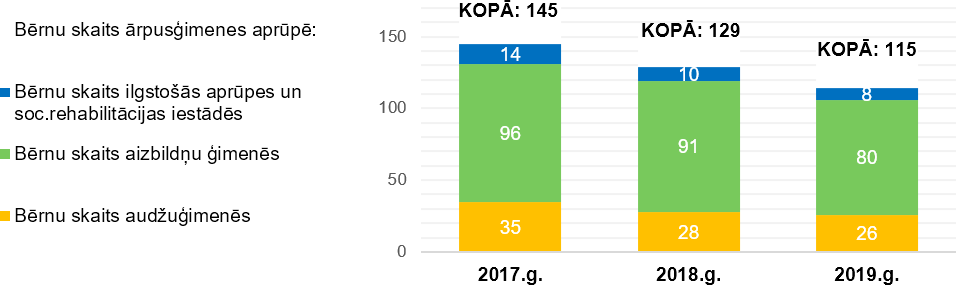 Bērnu skaits ārpusģimenes aprūpē:
Bērnu skaits ilgstošās aprūpes un
soc.rehabilitācijas iestādēs
Bērnu skaits aizbildņu ģimenēs
Bērnu skaits audžuģimenēs
KOPĀ: 145
KOPĀ: 129
KOPĀ: 115
150
100
50
0
14
96
35
10
91
28
8
80
26
2017.g.
2018.g.
2019.g.